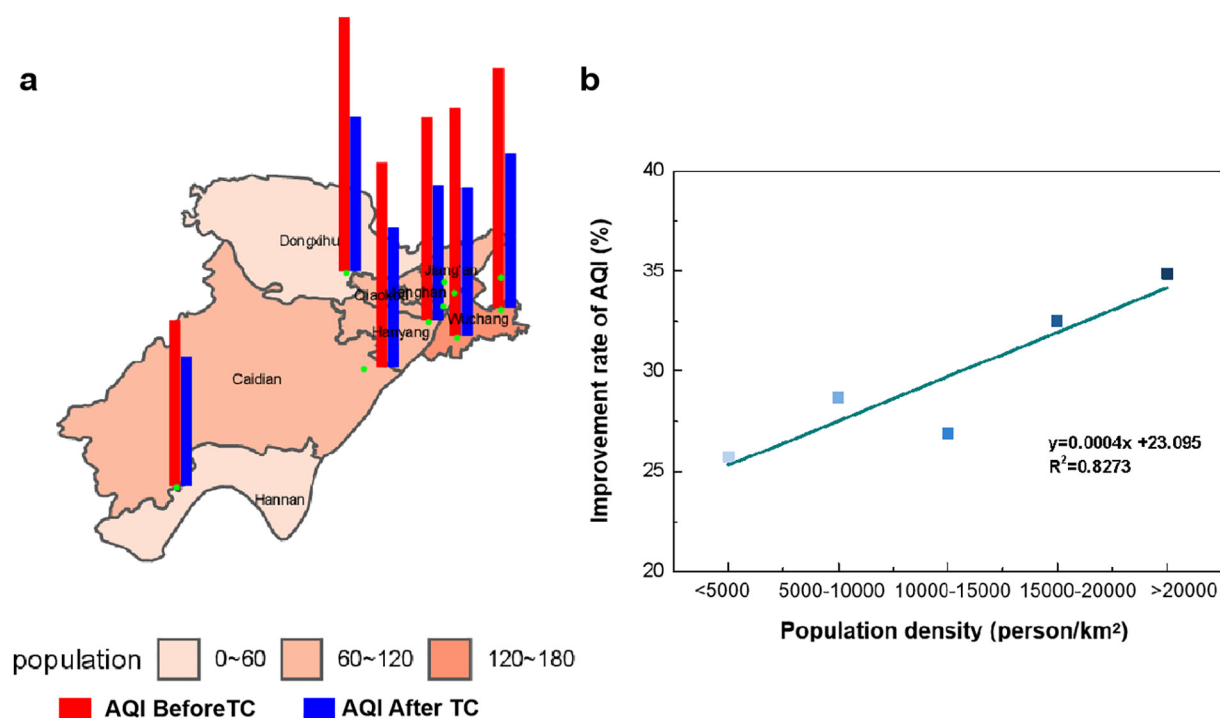 a
Dongxihu
Jiang'an
Qiaokou
Jianghan
Hanyang
Wuchang
Caidian
Hannan
population 0~60 60~120 120~180
AQI BeforeTC AQI After TC
b
Improvement rate of AQI (%)
40
35
30
25
20
y=0.0004x +23.095
R²=0.8273
<5000 5000-10000 10000-15000 15000-20000 >20000
Population density (person/km²)